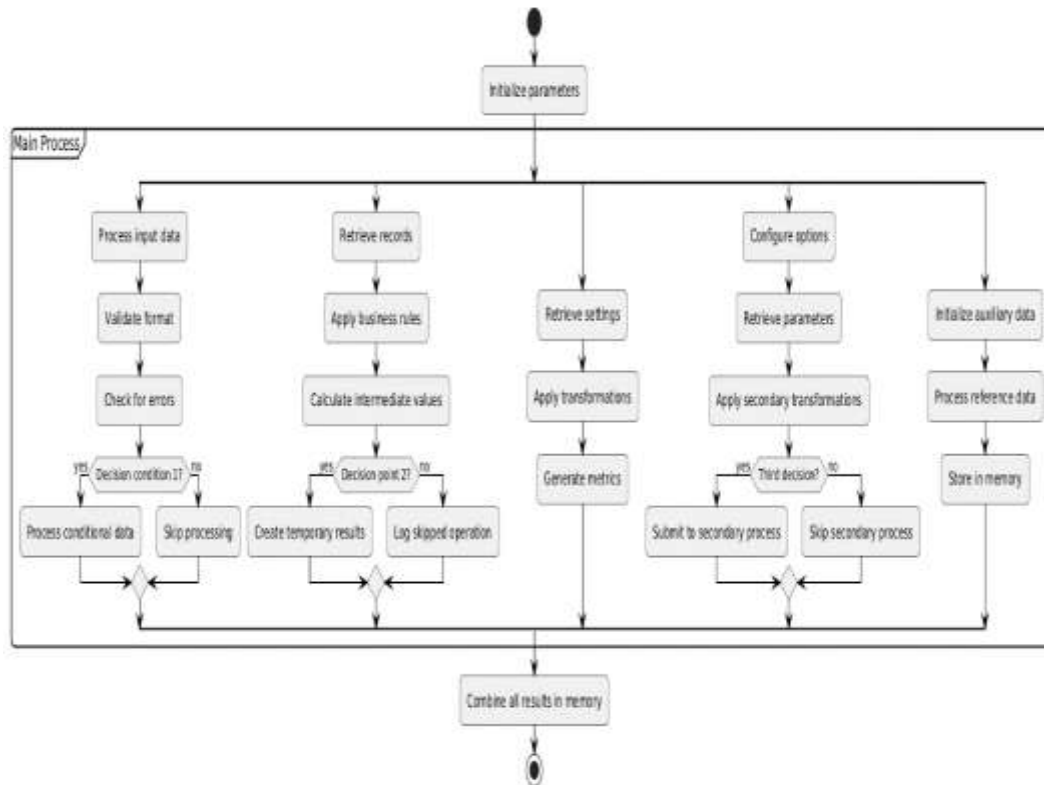 Initialize parameters
Main Process
Process input data
Retrieve records
Configure options
Validate format
Apply business rules
Retrieve settings
Retrieve parameters
Initialize auxiliary data
Check for errors
Calculate intermediate values
Apply transformations
Apply secondary transformations
Process reference data
yes
Decision condition 1?
no
yes
Decision point 2?
no
Generate metrics
yes
Third decision?
no
Store in memory
Process conditional data
Skip processing
Create temporary results
Log skipped operation
Submit to secondary process
Skip secondary process
Combine all results in memory